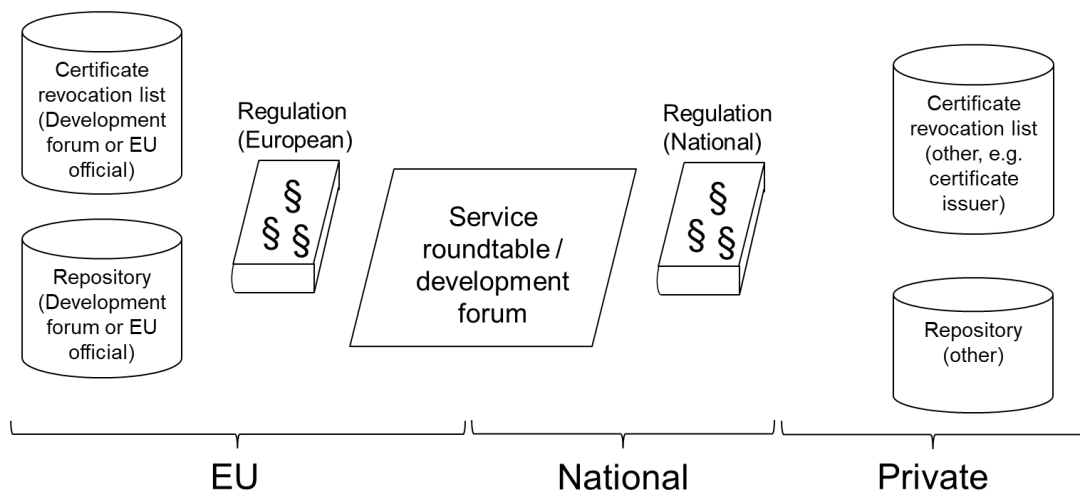 Certificate
revocation list
(Development
forum or EU
official)
Repository
(Development
forum or EU
official)
Regulation
(European)
§
§ §
Service
roundtable /
development
forum
Regulation
(National)
§
§ §
Certificate
revocation list
(other, e.g.
certificate
issuer)
Repository
(other)
EU
National
Private